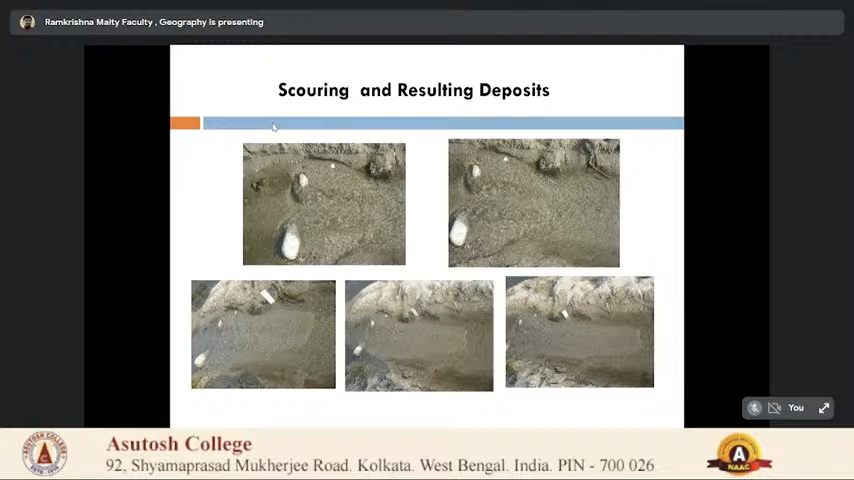 Ramkrishna Maity Faculty , Geography is presenting
Scouring and Resulting Deposits
You
Asutosh College
92, Shyamaprasad Mukherjee Road. Kolkata. West Bengal. India. PIN - 700 026
A
NAAC